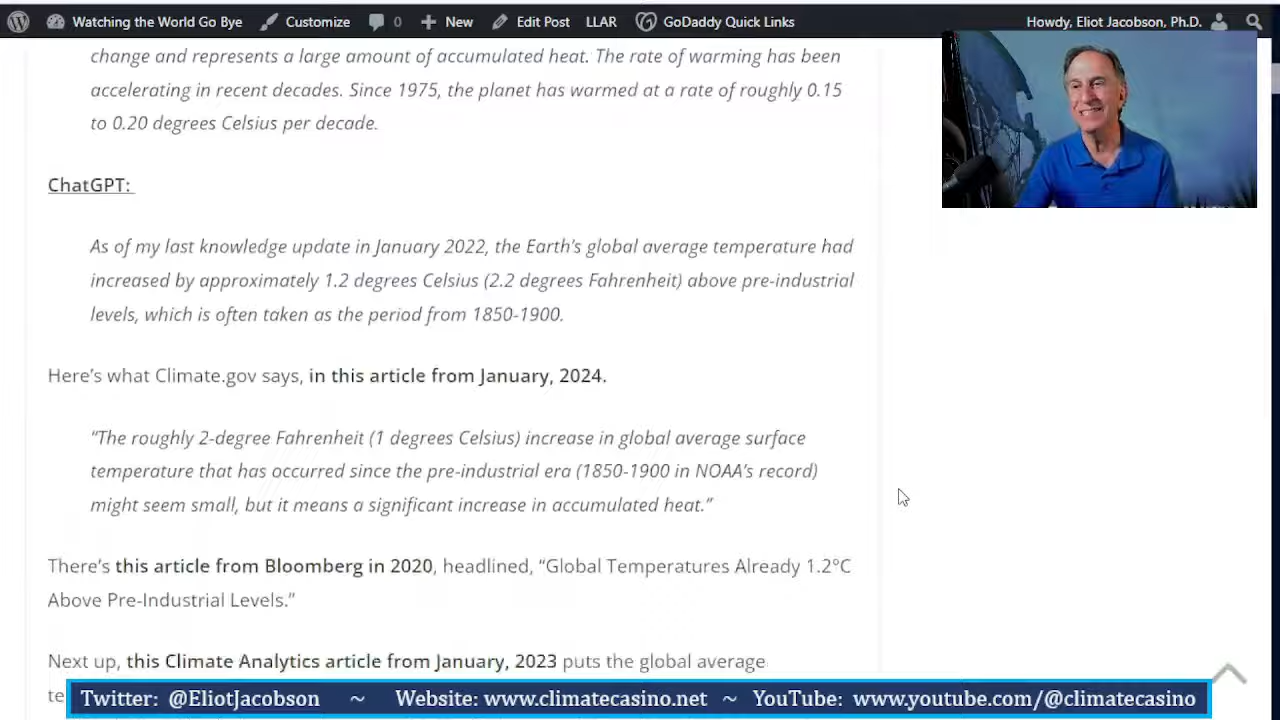 Watching the World Go By Customize 0 New Edit Post LLAR GoDaddy Quick Links Howdy, Eliot Jacobson, Ph.D.
change and represents a large amount of accumulated heat. The rate of warming has been
accelerating in recent decades. Since 1975, the planet has warmed at a rate of roughly 0.15
to 0.20 degrees Celsius per decade.
ChatGPT:
As of my last knowledge update in January 2022, the Earth’s global average temperature had
increased by approximately 1.2 degrees Celsius (2.2 degrees Fahrenheit) above pre-industrial
levels, which is often taken as the period from 1850-1900.
Here’s what Climate.gov says, in this article from January, 2024.
“The roughly 2-degree Fahrenheit (1 degrees Celsius) increase in global average surface
temperature that has occurred since the pre-industrial era (1850-1900 in NOAA’s record)
might seem small, but it means a significant increase in accumulated heat.”
There’s this article from Bloomberg in 2020, headlined, “Global Temperatures Already 1.2°C
Above Pre-Industrial Levels.”
Next up, this Climate Analytics article from January, 2023 puts the global average
Twitter: @EliotJacobson ~ Website: www.climatecasino.net ~ YouTube: www.youtube.com/@climatecasino